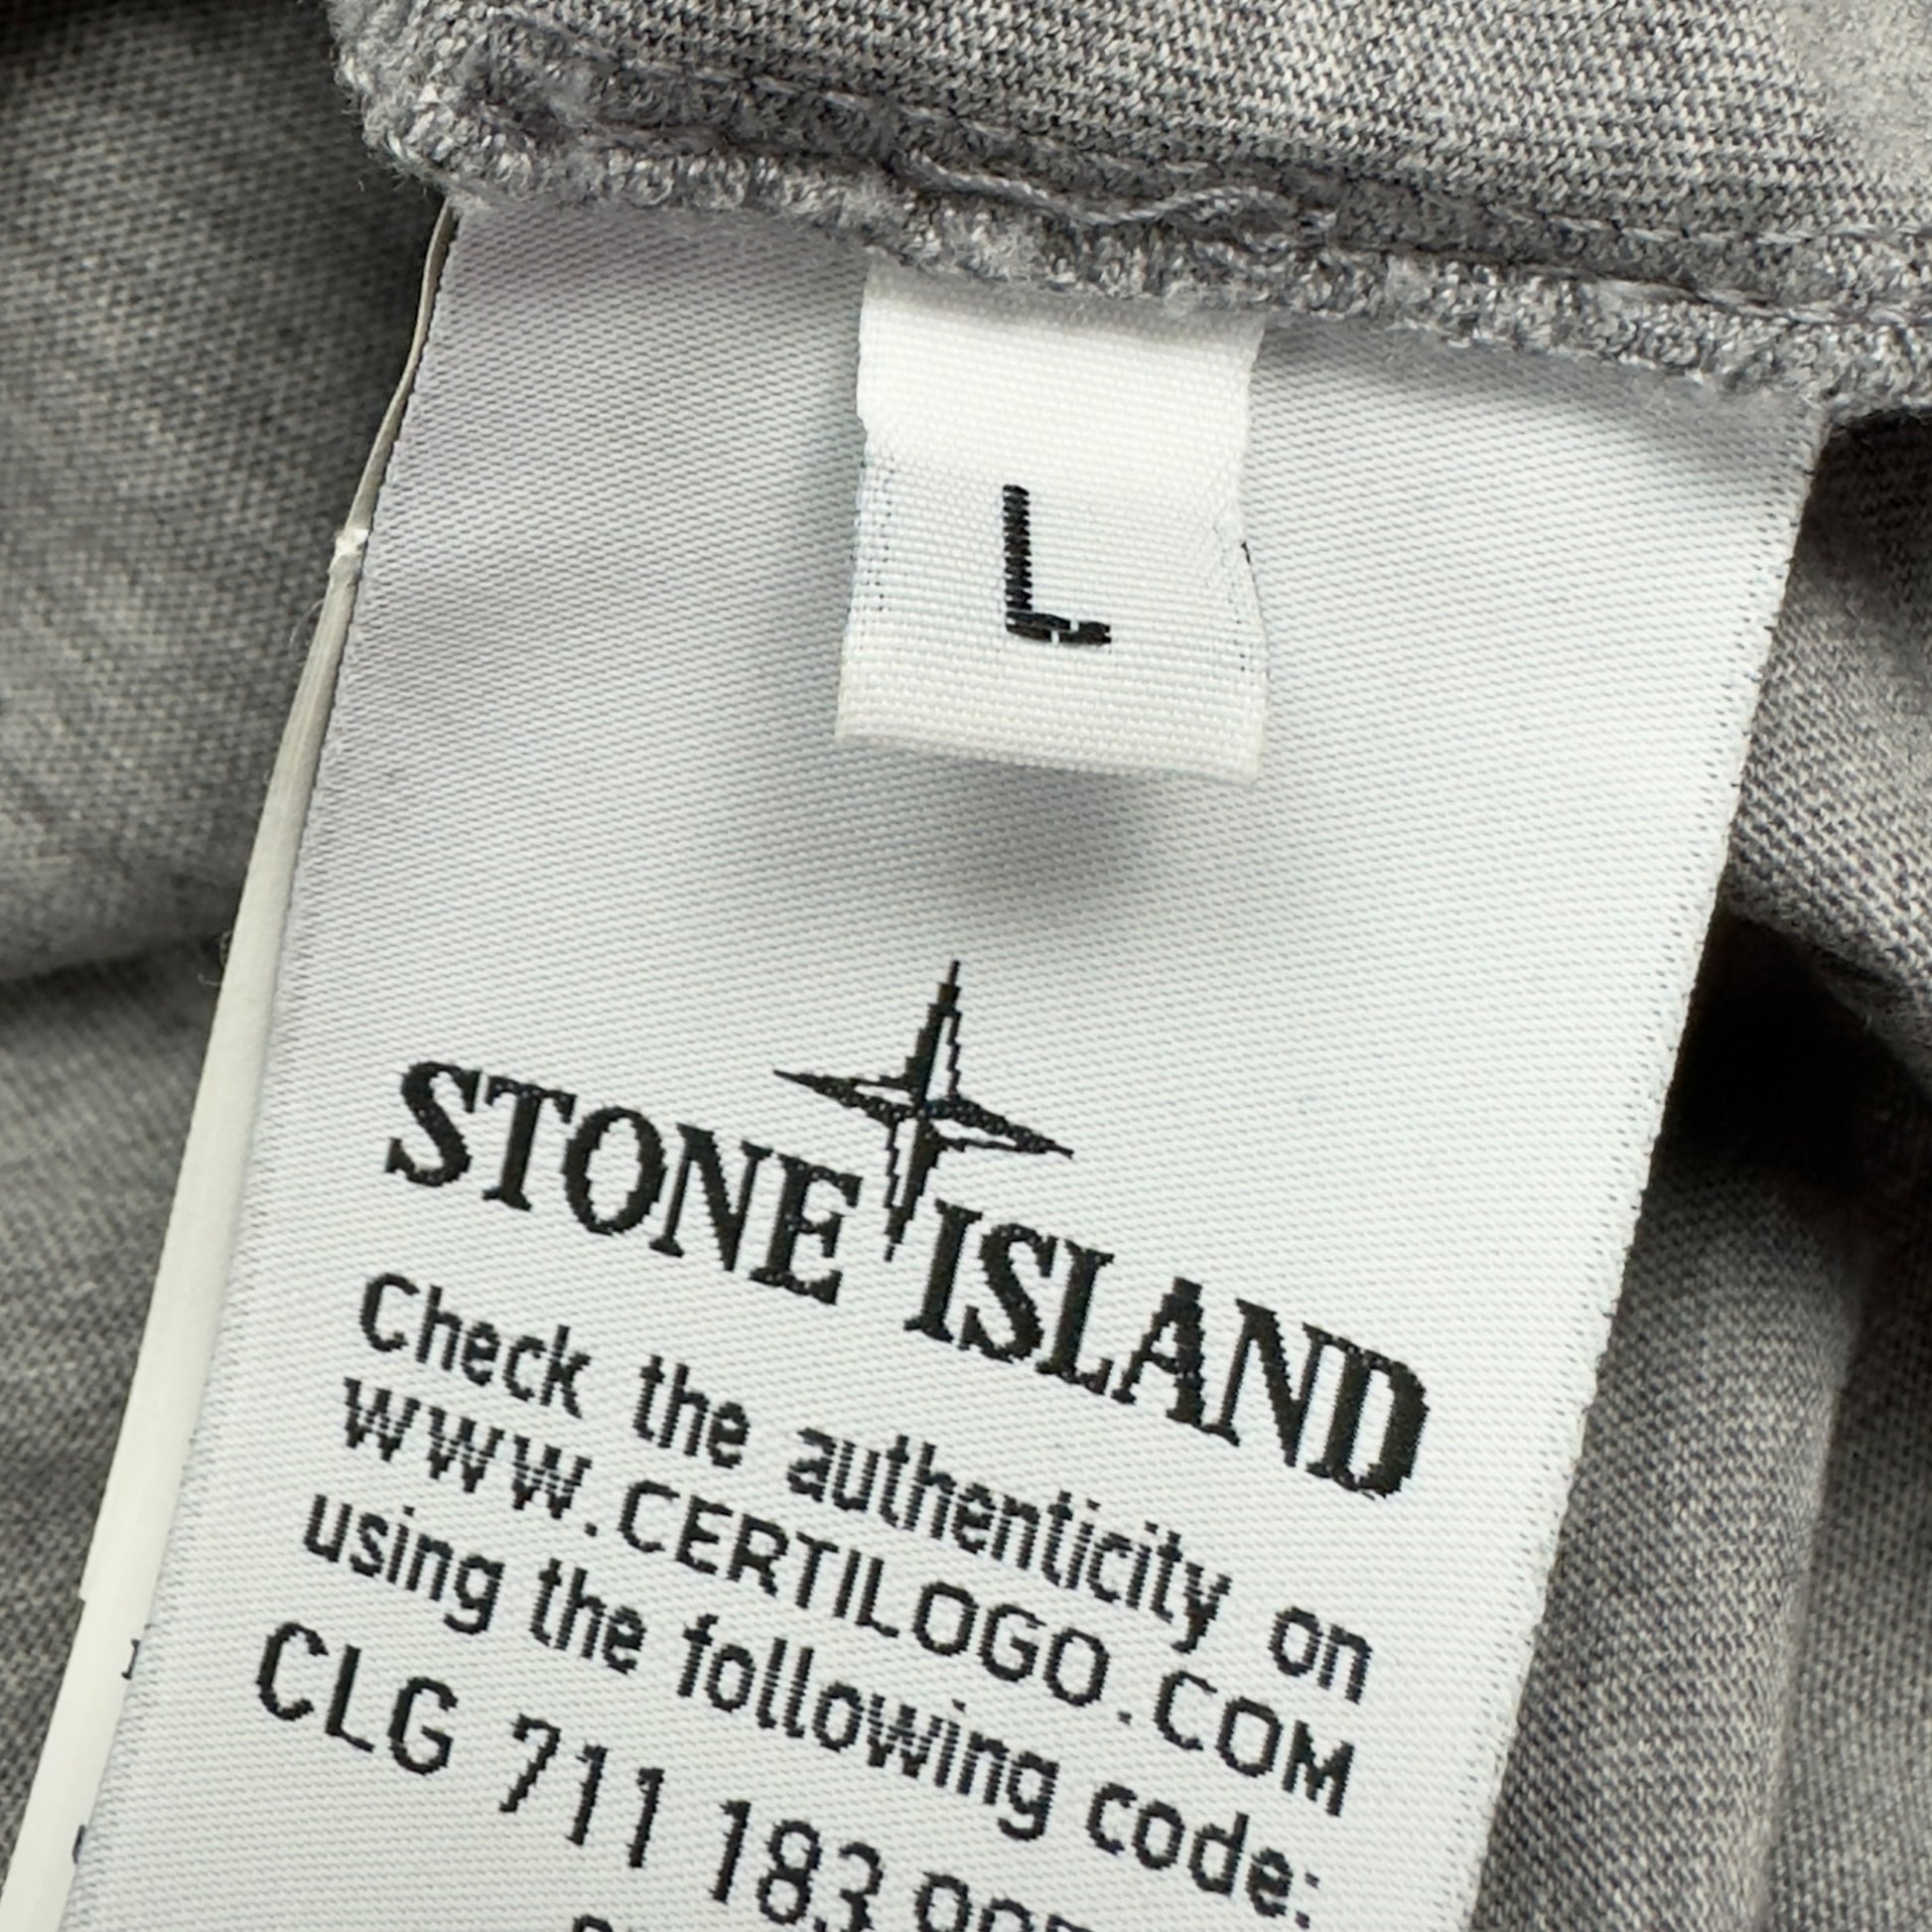 L
STONE ISLAND
Check the authenticity on
WWW.CERTILOGO.COM
using the following code:
CLG 711 183